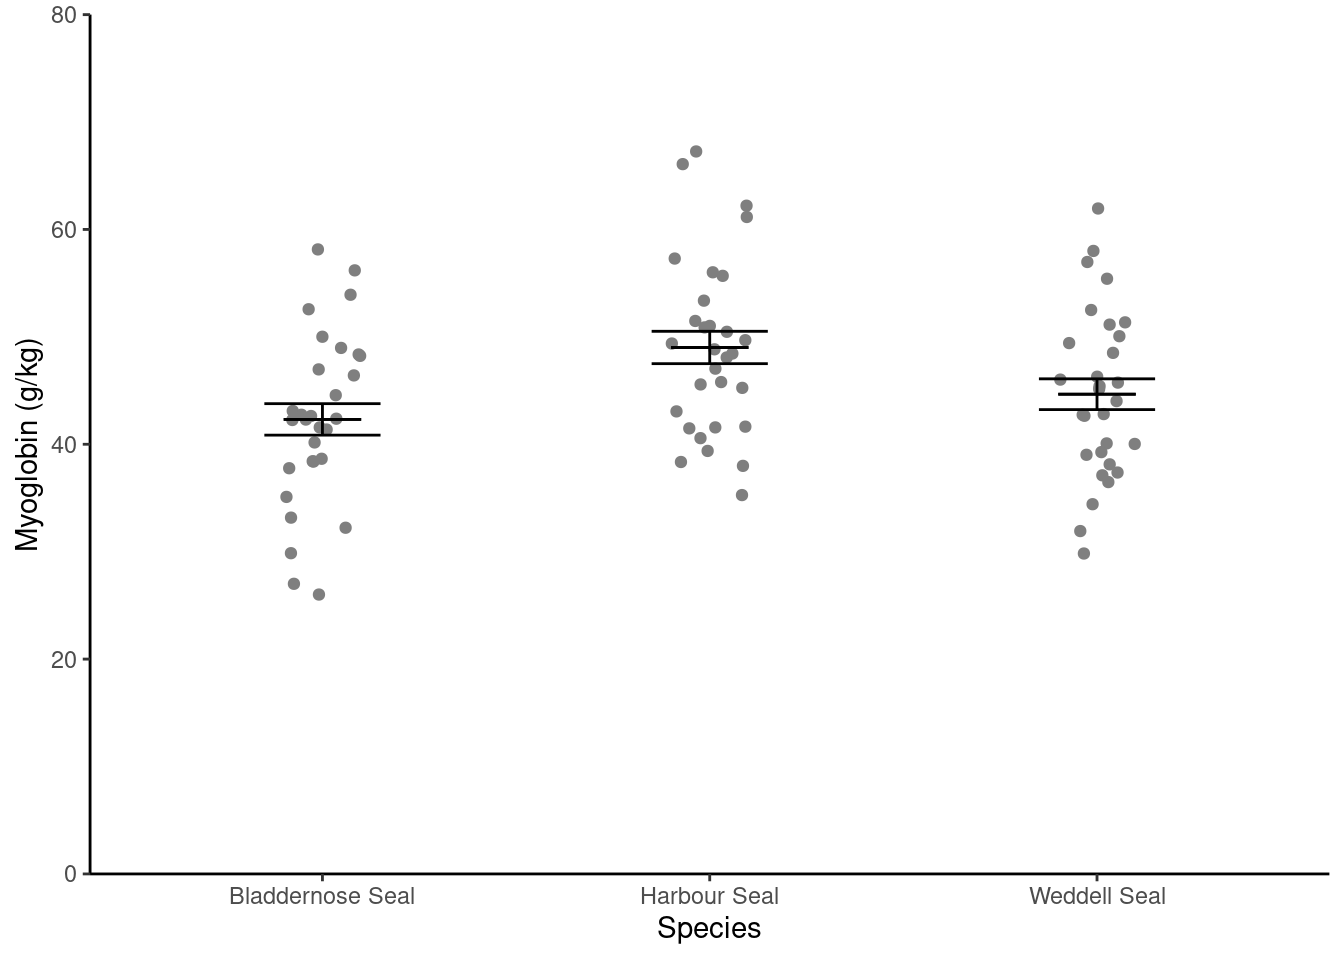 80
60
40
20
0
Myoglobin (g/kg)
Bladdernose Seal
Harbour Seal
Weddell Seal
Species